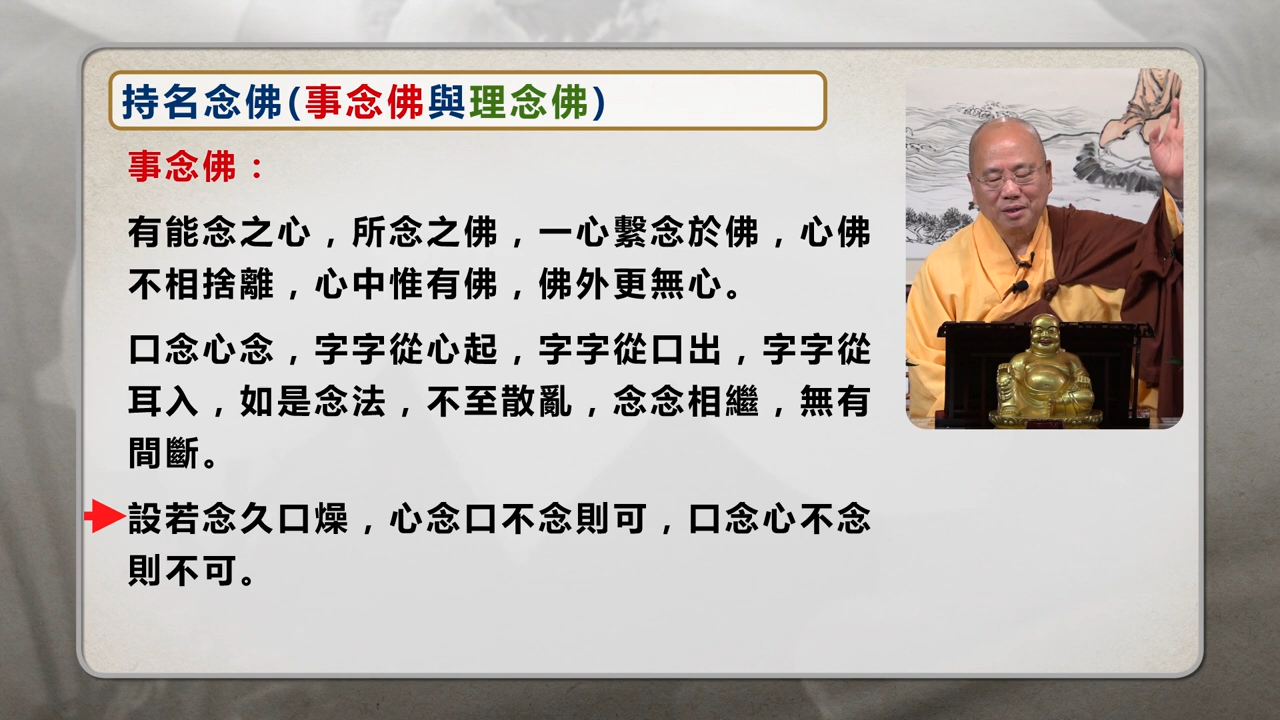 持名念佛(事念佛與理念佛)
事念佛：
有能念之心，所念之佛，一心繫念於佛，心佛
不相捨離，心中惟有佛，佛外更無心。
口念心念，字字從心起，字字從口出，字字從
耳入，如是念法，不至散亂，念念相繼，無有
間斷。
設若念久口燥，心念口不念則可，口念心不念
則不可。